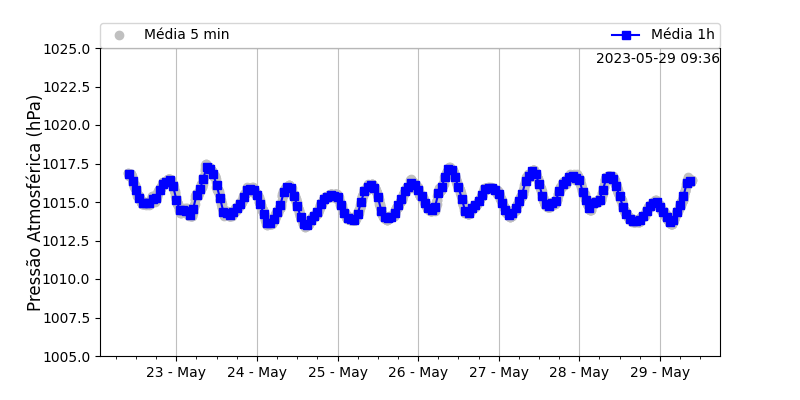 Média 5 min
Média 1h
2023-05-29 09:36
Pressão Atmosférica (hPa)
1025.0
1022.5
1020.0
1017.5
1015.0
1012.5
1010.0
1007.5
1005.0
23 - May
24 - May
25 - May
26 - May
27 - May
28 - May
29 - May